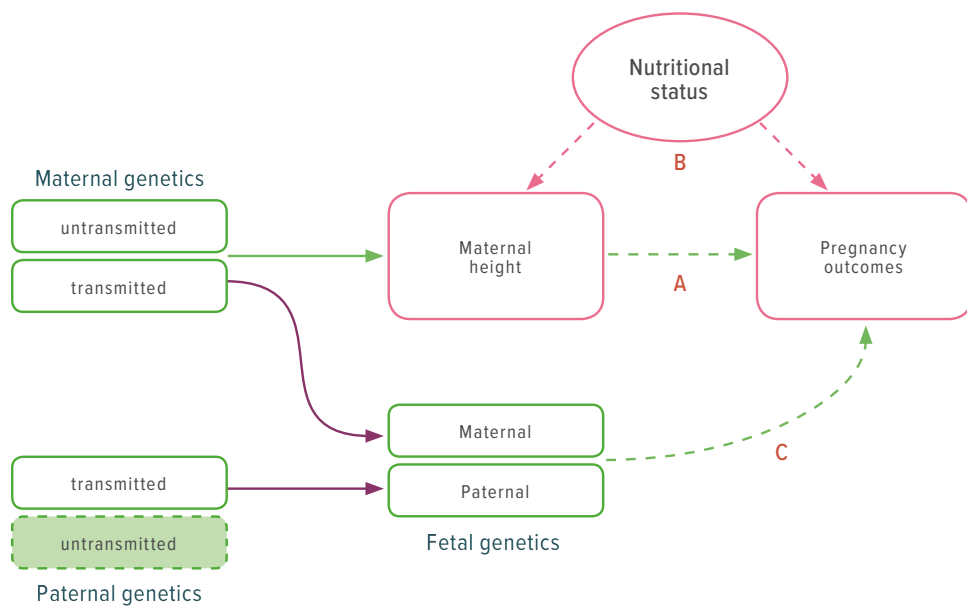 Nutritional
status
B
Maternal genetics
untransmitted
transmitted
Maternal
height
A
Pregnancy
outcomes
Maternal
Paternal
C
Fetal genetics
transmitted
untransmitted
Paternal genetics